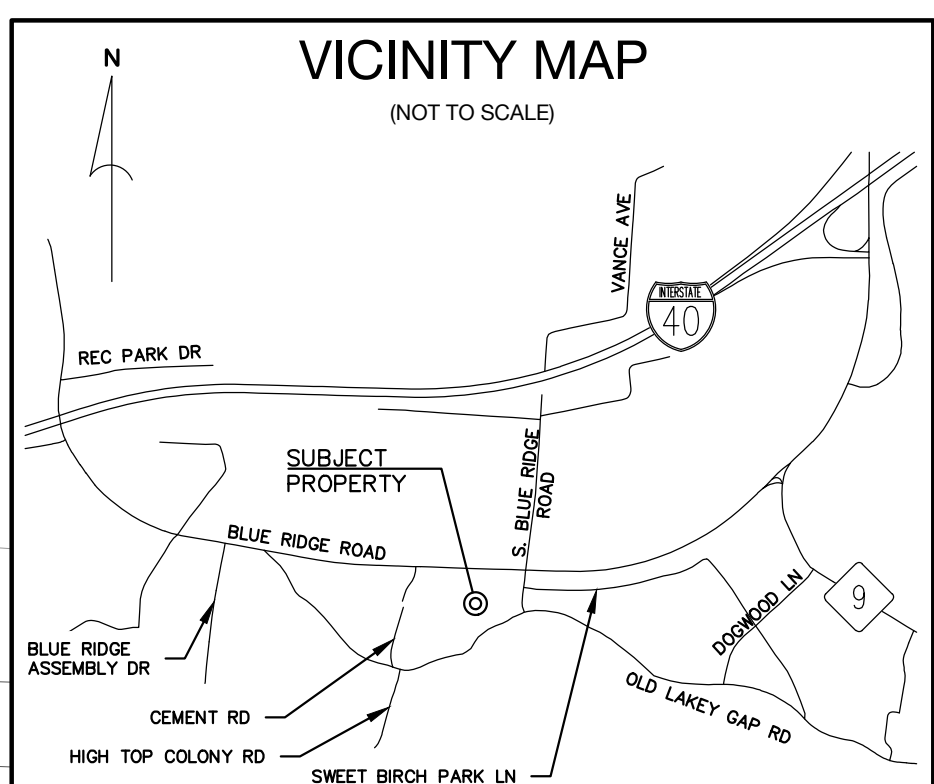 VICINITY MAP
(NOT TO SCALE)
N
VANCE AVE
INTERSTATE
40
REC PARK DR
SUBJECT
PROPERTY
S. BLUE RIDGE
ROAD
BLUE RIDGE ROAD
DOGWOOD LN
9
BLUE RIDGE
ASSEMBLY DR
OLD LAKEY GAP RD
CEMENT RD
HIGH TOP COLONY RD
SWEET BIRCH PARK LN